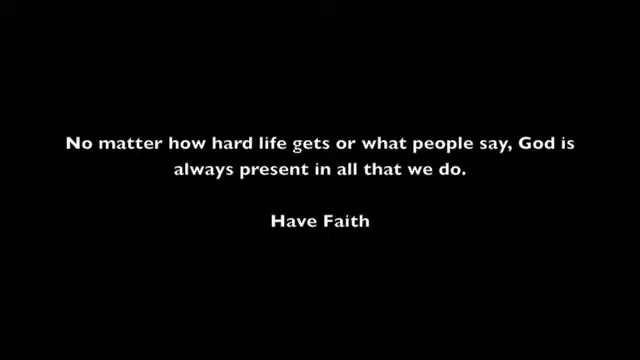 No matter how hard life gets or what people say, God is
always present in all that we do.
Have Faith